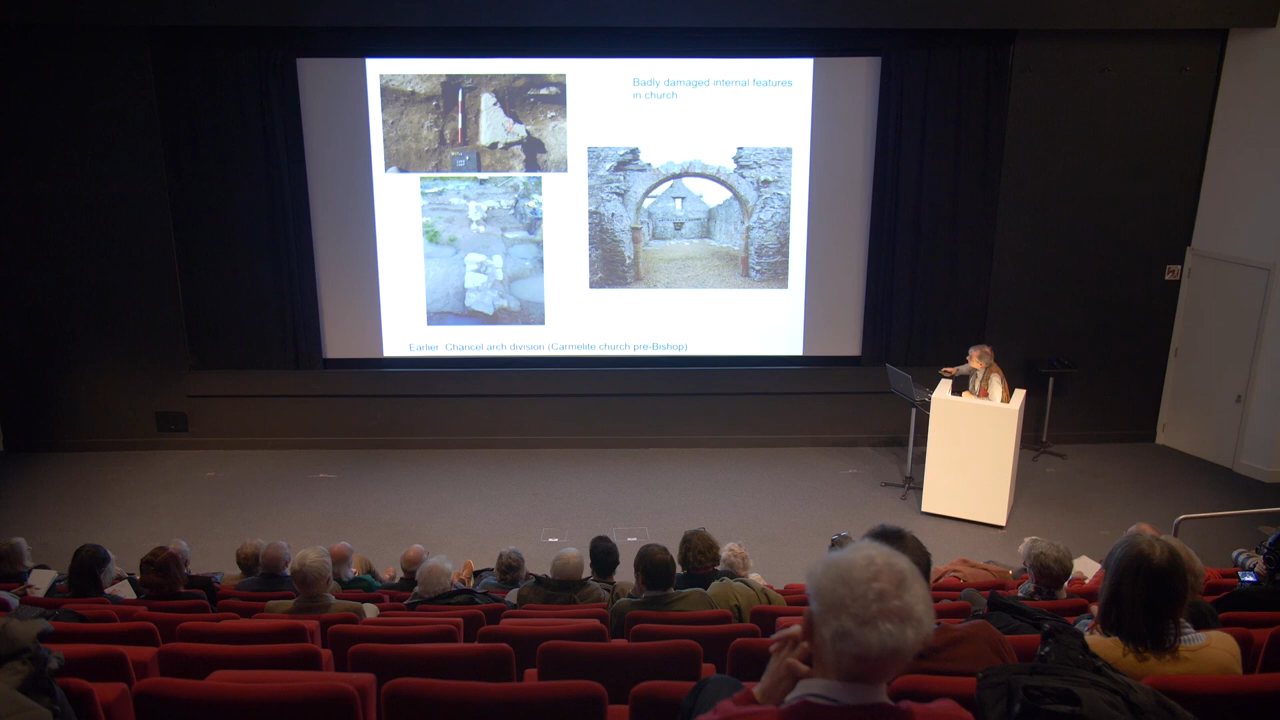 Badly damaged internal features
in church
Earlier Chancel arch division (Carmelite church pre-Bishop)